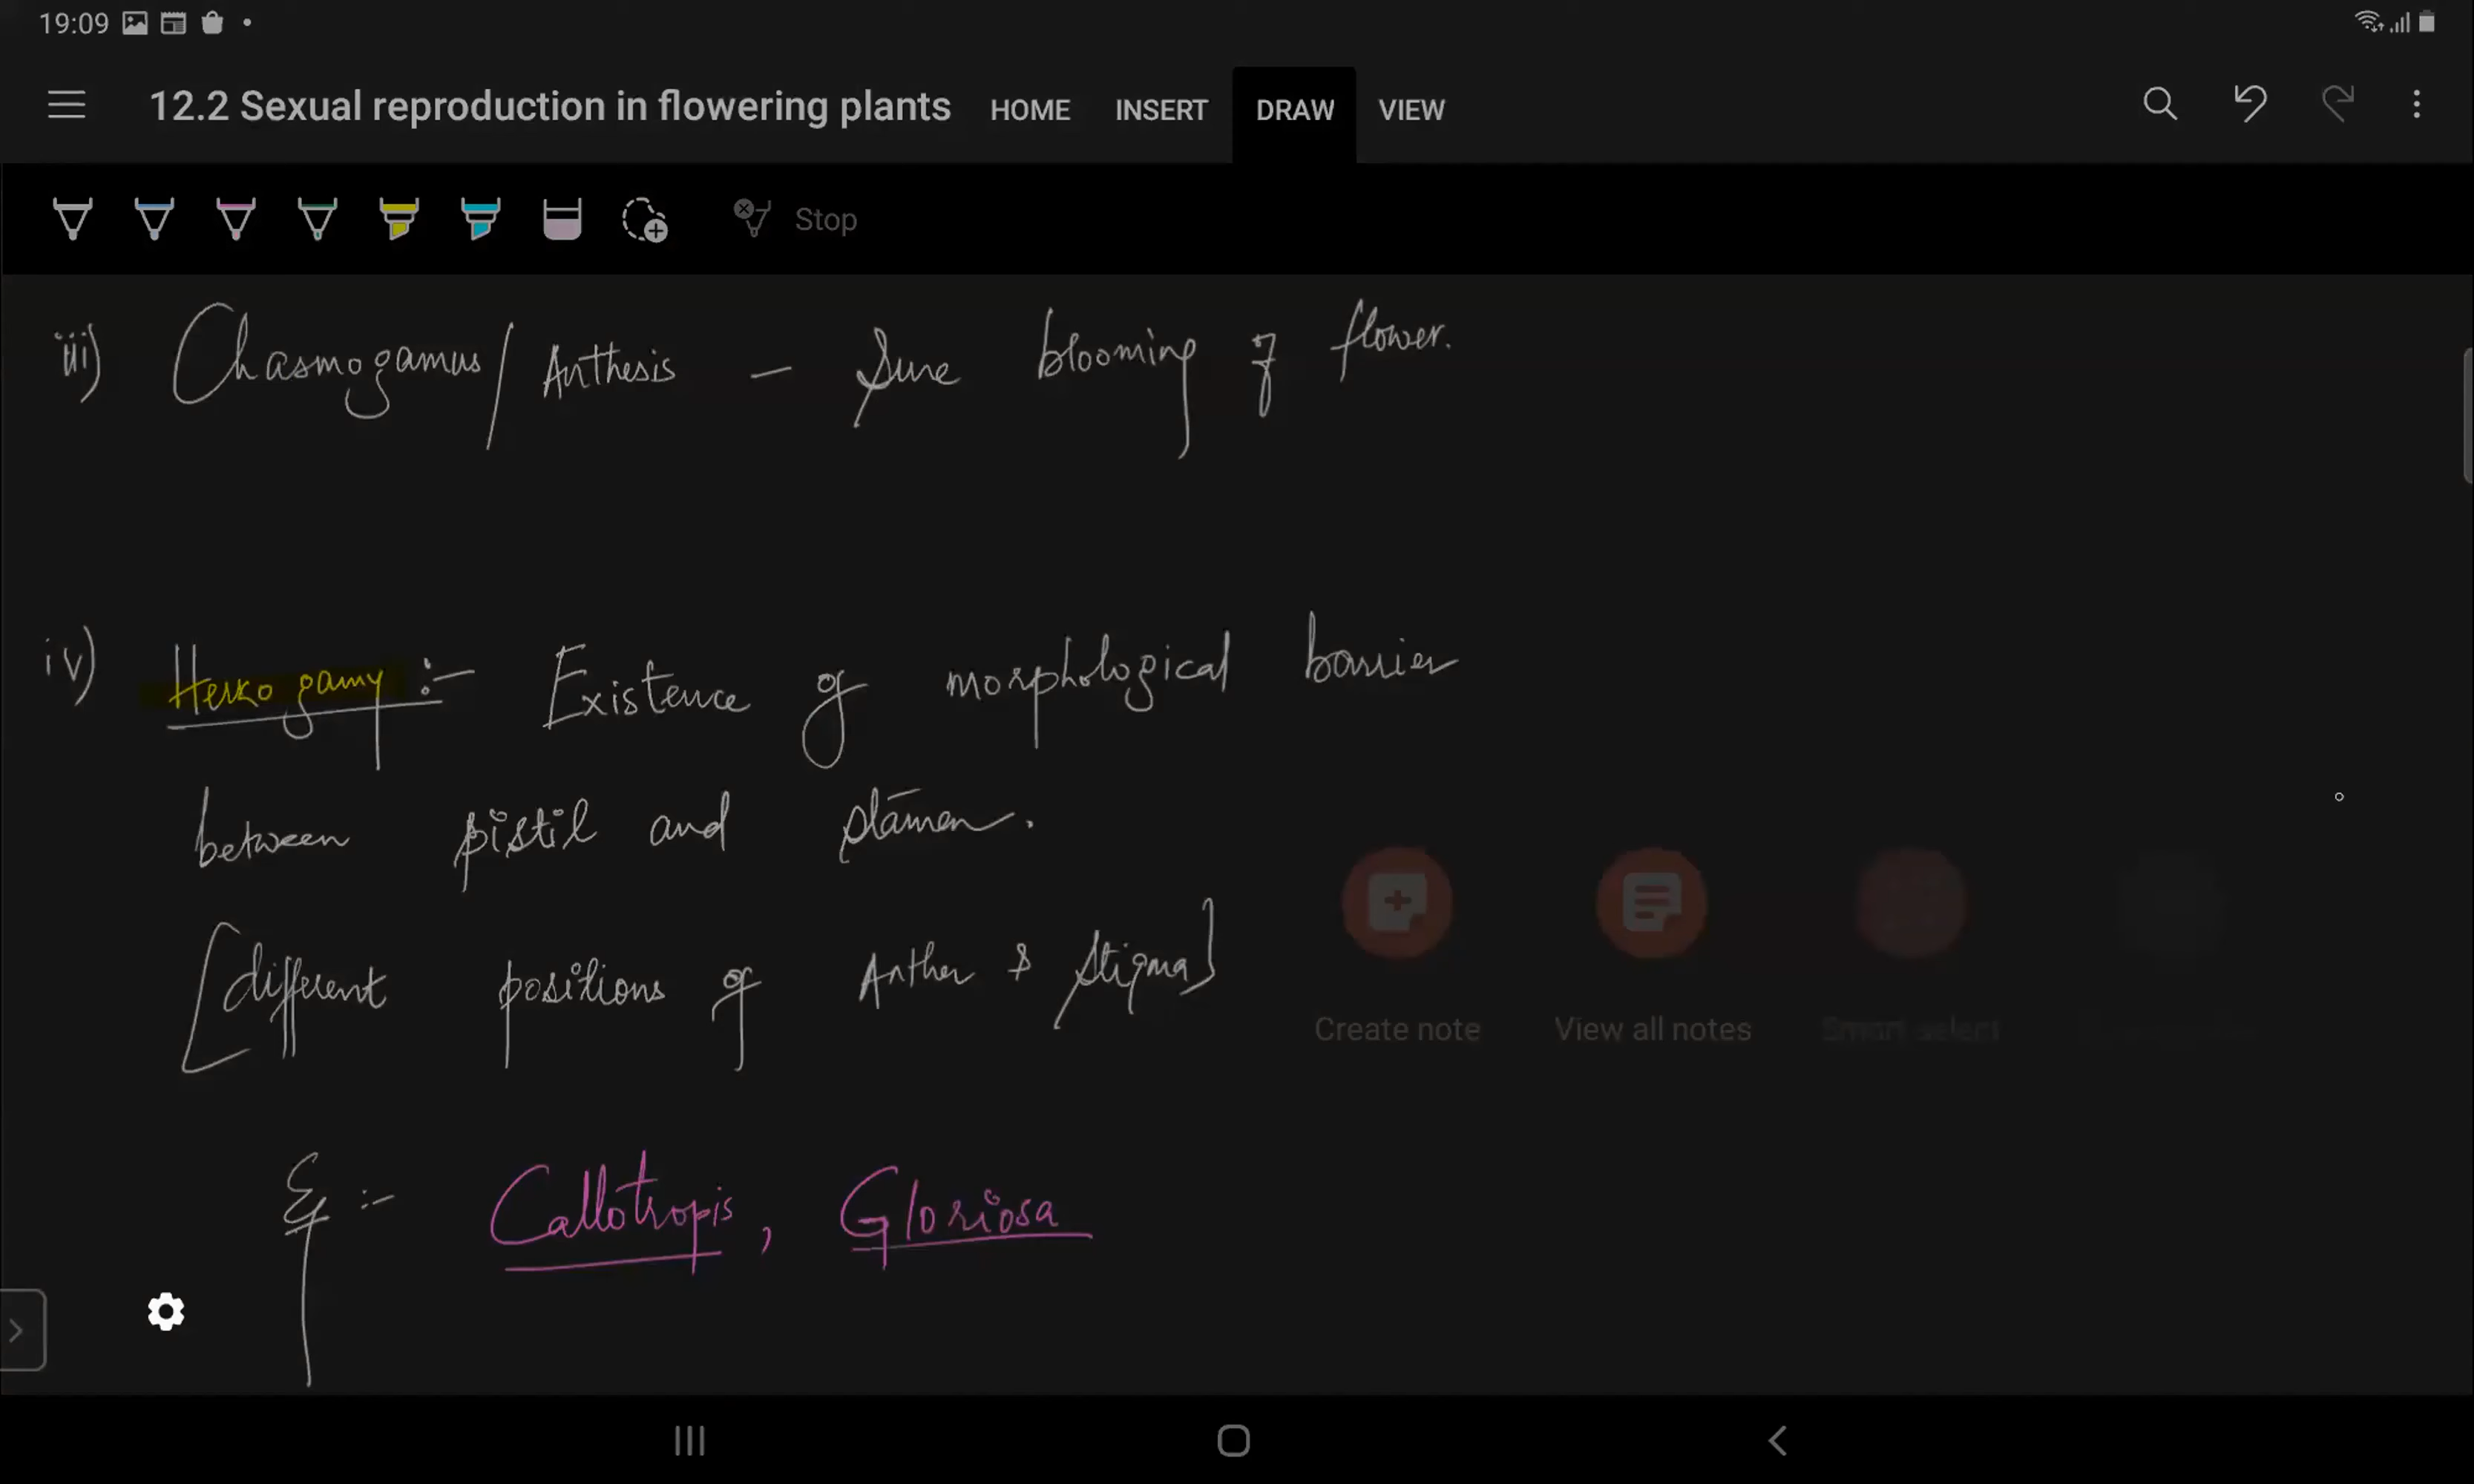 19:09
12.2 Sexual reproduction in flowering plants HOME INSERT DRAW VIEW
Stop
iii) Chasmogamus/Anthesis - Sure blooming of flower.
iv) Herkogamy :- Existence of morphological barrier
between pistil and stamen.
[different positions of Anther & Stigma]
Create note View all notes Smart select
Eg :- Callotropis, Gloriosa